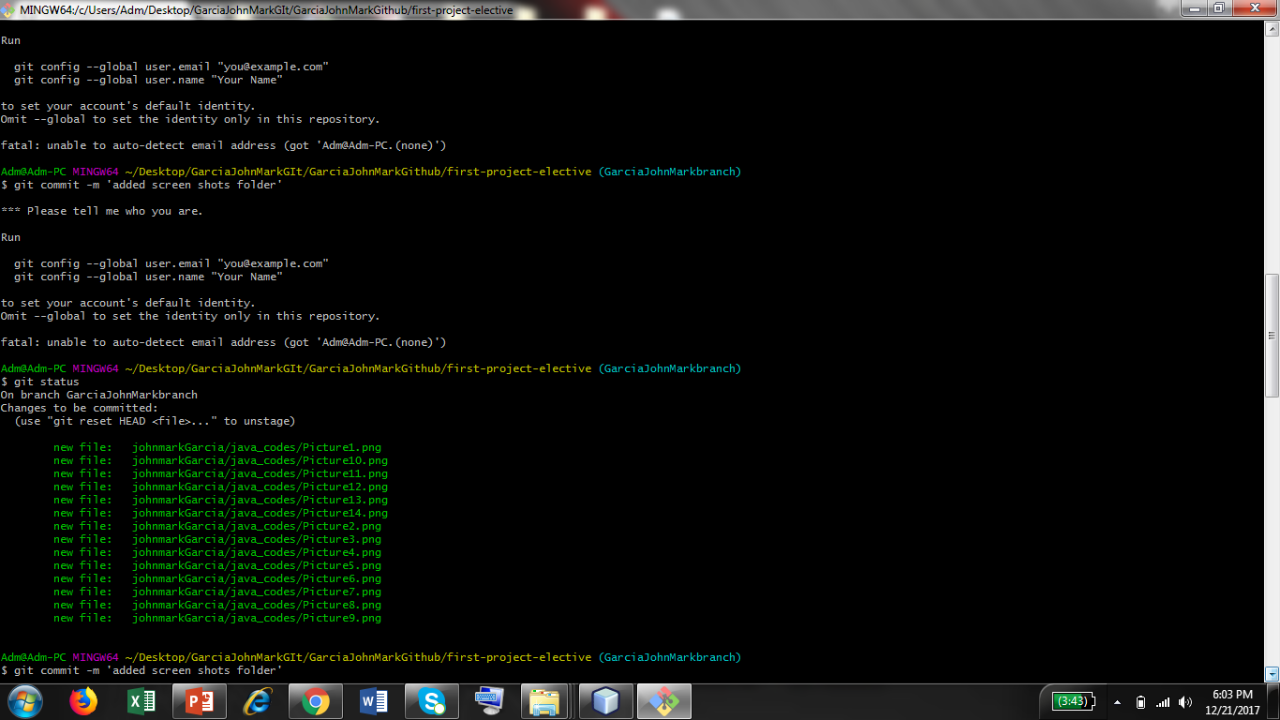 MINGW64:/c/Users/Adm/Desktop/GarciaJohnMarkGIt/GarciaJohnMarkGithub/first-project-elective
Run
git config --global user.email "you@example.com"
git config --global user.name "Your Name"
to set your account's default identity.
Omit --global to set the identity only in this repository.
fatal: unable to auto-detect email address (got 'Adm@Adm-PC.(none)')
Adm@Adm-PC MINGW64 ~/Desktop/GarciaJohnMarkGIt/GarciaJohnMarkGithub/first-project-elective (GarciaJohnMarkbranch)
$ git commit -m 'added screen shots folder'
*** Please tell me who you are.
Run
git config --global user.email "you@example.com"
git config --global user.name "Your Name"
to set your account's default identity.
Omit --global to set the identity only in this repository.
fatal: unable to auto-detect email address (got 'Adm@Adm-PC.(none)')
Adm@Adm-PC MINGW64 ~/Desktop/GarciaJohnMarkGIt/GarciaJohnMarkGithub/first-project-elective (GarciaJohnMarkbranch)
$ git status
On branch GarciaJohnMarkbranch
Changes to be committed:
(use "git reset HEAD <file>..." to unstage)
new file: johnmarkGarcia/java_codes/Picture1.png
new file: johnmarkGarcia/java_codes/Picture10.png
new file: johnmarkGarcia/java_codes/Picture11.png
new file: johnmarkGarcia/java_codes/Picture12.png
new file: johnmarkGarcia/java_codes/Picture13.png
new file: johnmarkGarcia/java_codes/Picture14.png
new file: johnmarkGarcia/java_codes/Picture2.png
new file: johnmarkGarcia/java_codes/Picture3.png
new file: johnmarkGarcia/java_codes/Picture4.png
new file: johnmarkGarcia/java_codes/Picture5.png
new file: johnmarkGarcia/java_codes/Picture6.png
new file: johnmarkGarcia/java_codes/Picture7.png
new file: johnmarkGarcia/java_codes/Picture8.png
new file: johnmarkGarcia/java_codes/Picture9.png
Adm@Adm-PC MINGW64 ~/Desktop/GarciaJohnMarkGIt/GarciaJohnMarkGithub/first-project-elective (GarciaJohnMarkbranch)
$ git commit -m 'added screen shots folder'
(3:43)
6:03 PM
12/21/2017